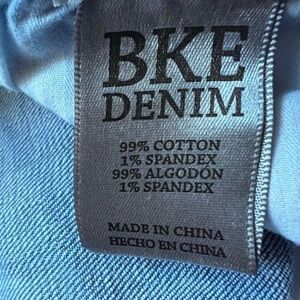 BKE
DENIM
99% COTTON
1% SPANDEX
99% ALGODÓN
1% SPANDEX
MADE IN CHINA
HECHO EN CHINA